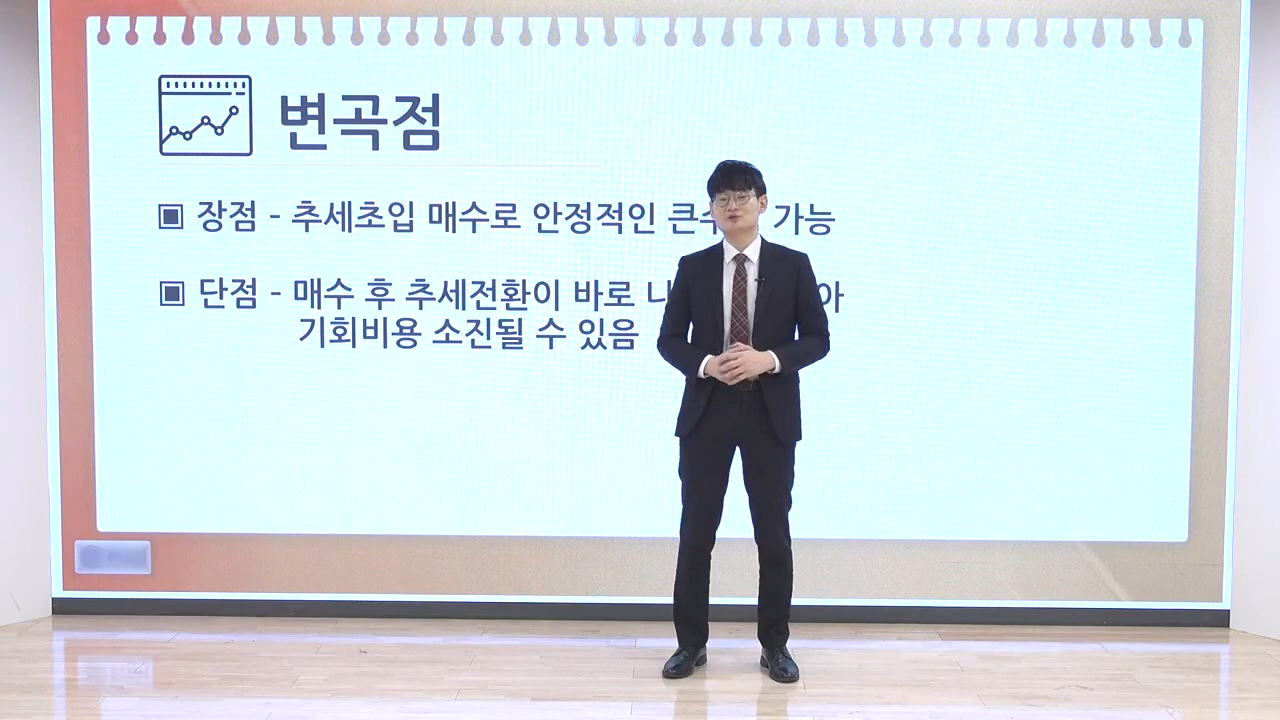 변곡점
▣ 장점 - 추세초입 매수로 안정적인 가능
▣ 단점 - 매수 후 추세전환이 바로
기회비용 소진될 수 있음